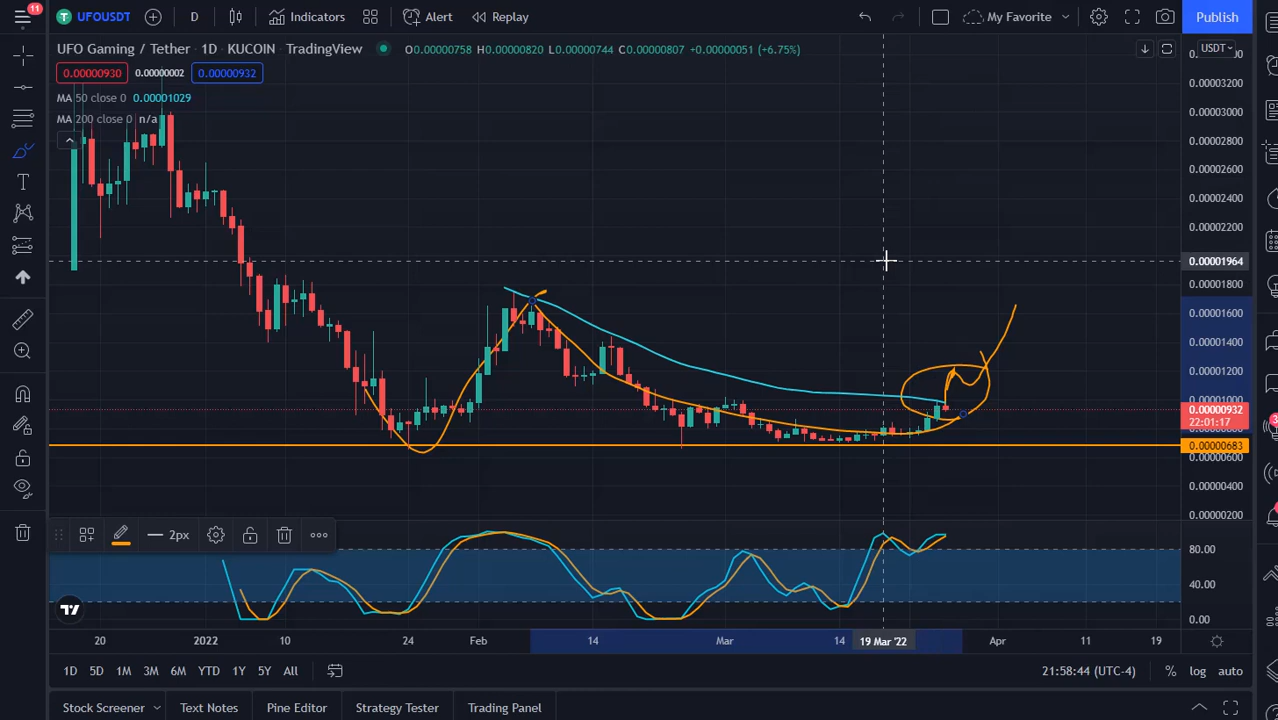 11 UFOUSDT D Indicators Alert Replay My Favorite Publish
UFO Gaming / Tether · 1D · KUCOIN · TradingView O0.00000758 H0.00000820 L0.00000744 C0.00000807 +0.00000051 (+6.75%) USDT
0.00000930 0.00000002 0.00000932
MA 50 close 0 0.00001029
MA 200 close 0 n/a
0.00003200
0.00003000
0.00002800
0.00002600
0.00002400
0.00002200
0.00001964
0.00001800
0.00001600
0.00001400
0.00001200
0.00001000
0.00000932
22:01:17
0.00000683
0.00000600
0.00000400
0.00000200
2px
80.00
40.00
0.00
20 2022 10 24 Feb 14 Mar 14 19 Mar '22 Apr 11 19
1D 5D 1M 3M 6M YTD 1Y 5Y All 21:58:44 (UTC-4) % log auto
Stock Screener Text Notes Pine Editor Strategy Tester Trading Panel